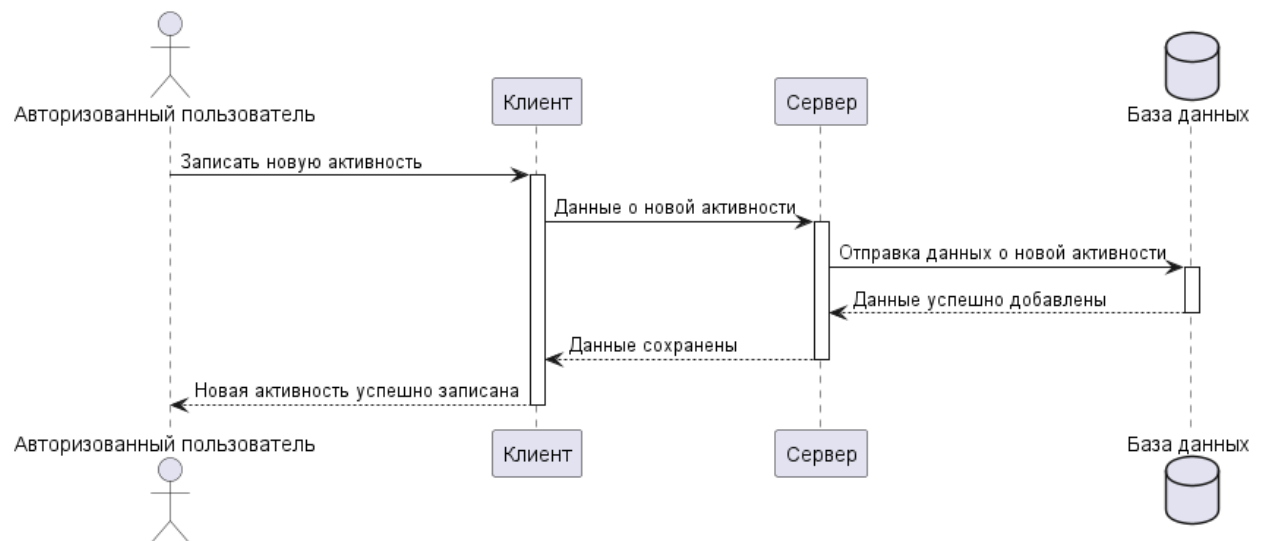 Авторизованный пользователь
Клиент
Сервер
База данных
Записать новую активность
Данные о новой активности
Отправка данных о новой активности
Данные успешно добавлены
Данные сохранены
Новая активность успешно записана
Авторизованный пользователь
Клиент
Сервер
База данных